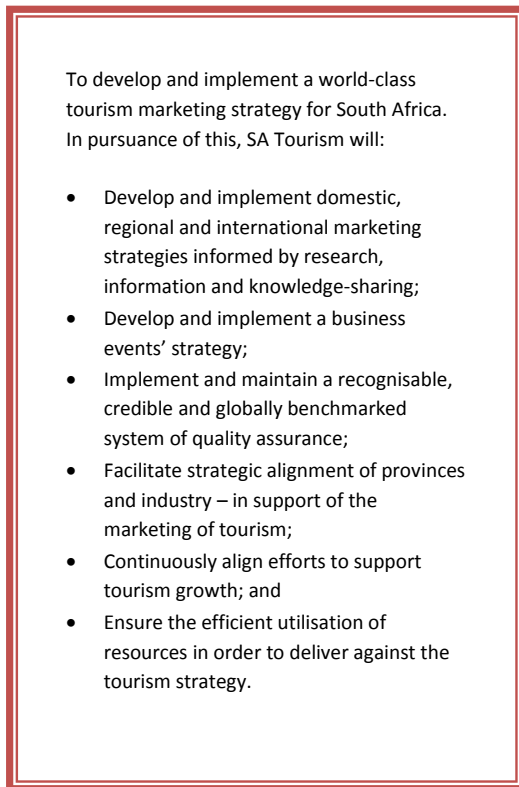 To develop and implement a world-class
tourism marketing strategy for South Africa.
In pursuance of this, SA Tourism will:
• Develop and implement domestic,
regional and international marketing
strategies informed by research,
information and knowledge-sharing;
• Develop and implement a business
events’ strategy;
• Implement and maintain a recognisable,
credible and globally benchmarked
system of quality assurance;
• Facilitate strategic alignment of provinces
and industry – in support of the
marketing of tourism;
• Continuously align efforts to support
tourism growth; and
• Ensure the efficient utilisation of
resources in order to deliver against the
tourism strategy.